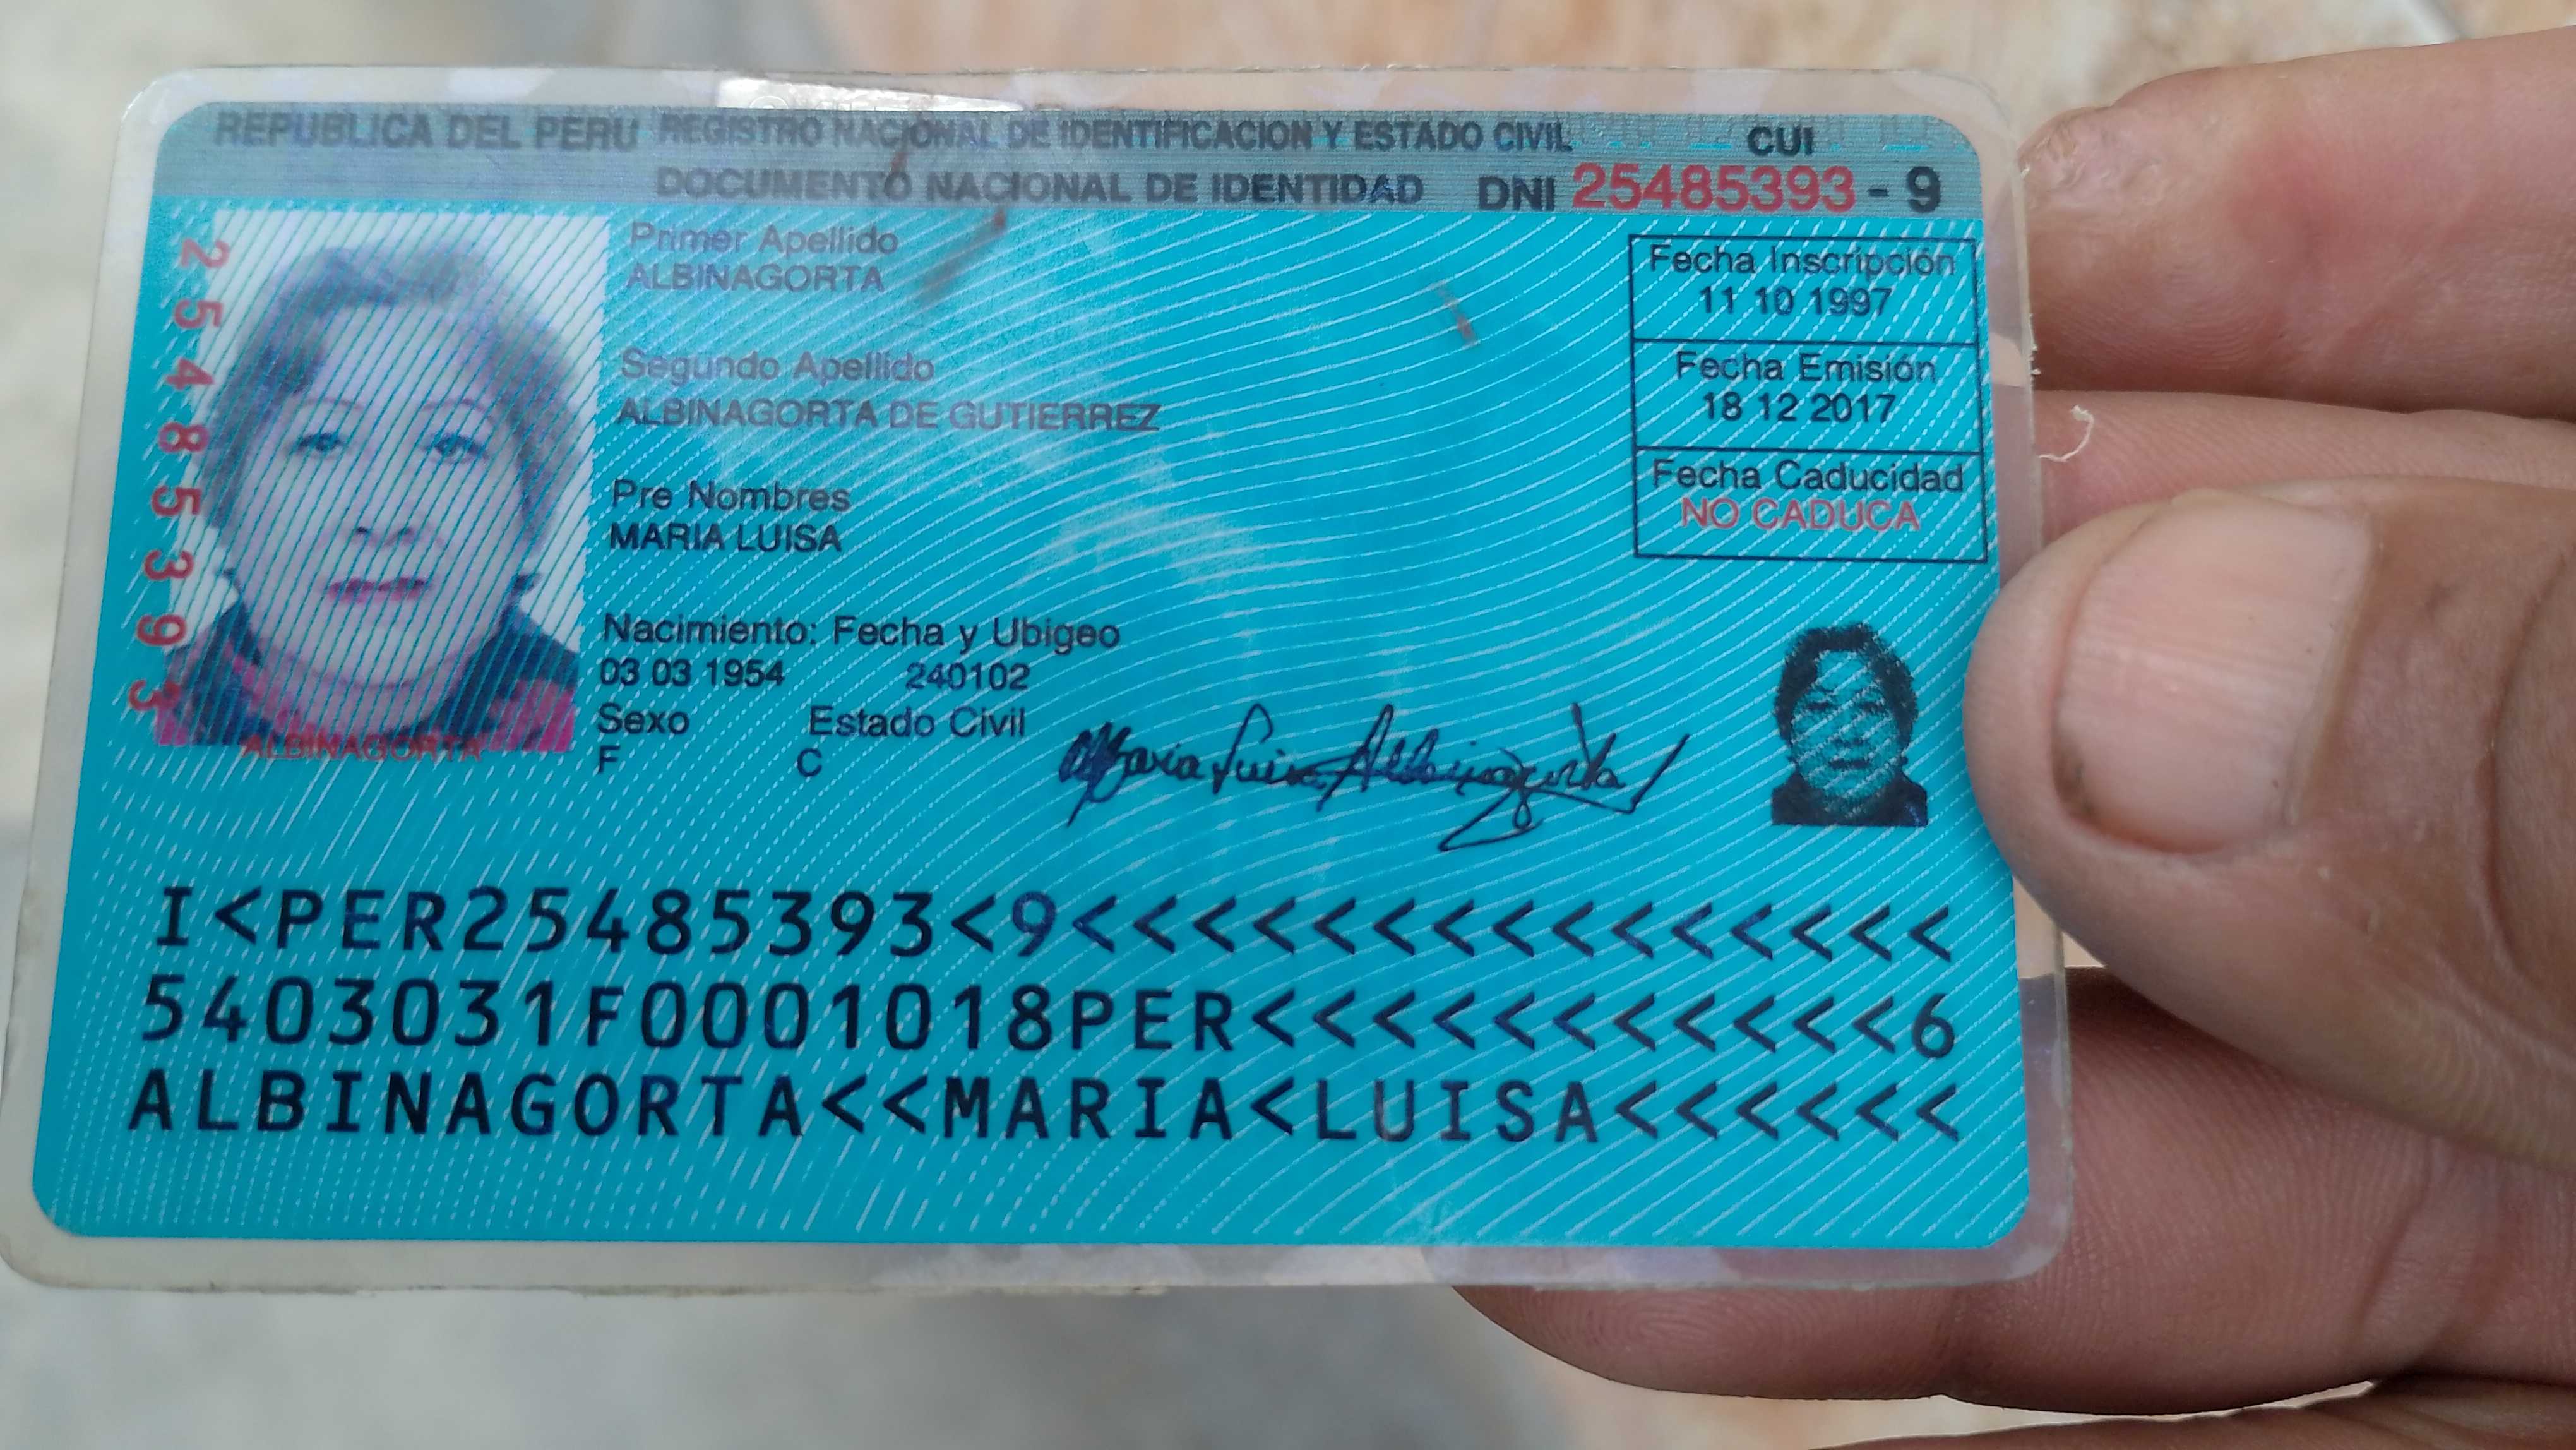 REPUBLICA DEL PERU REGISTRO NACIONAL DE IDENTIFICACION Y ESTADO CIVIL CUI
DOCUMENTO NACIONAL DE IDENTIDAD DNI 25485393 - 9
25485393
ALBINAGORTA
Primer Apellido
ALBINAGORTA
Segundo Apellido
ALBINAGORTA DE GUTIERREZ
Pre Nombres
MARIA LUISA
Nacimiento: Fecha y Ubigeo
03 03 1954 240102
Sexo Estado Civil
F C
Fecha Inscripción
11 10 1997
Fecha Emisión
18 12 2017
Fecha Caducidad
NO CADUCA
Maria Luisa Albinagorta
I<PER25485393<9<<<<<<<<<<<<<<<
5403031F0001018PER<<<<<<<<<<<6
ALBINAGORTA<<MARIA<LUISA<<<<<<